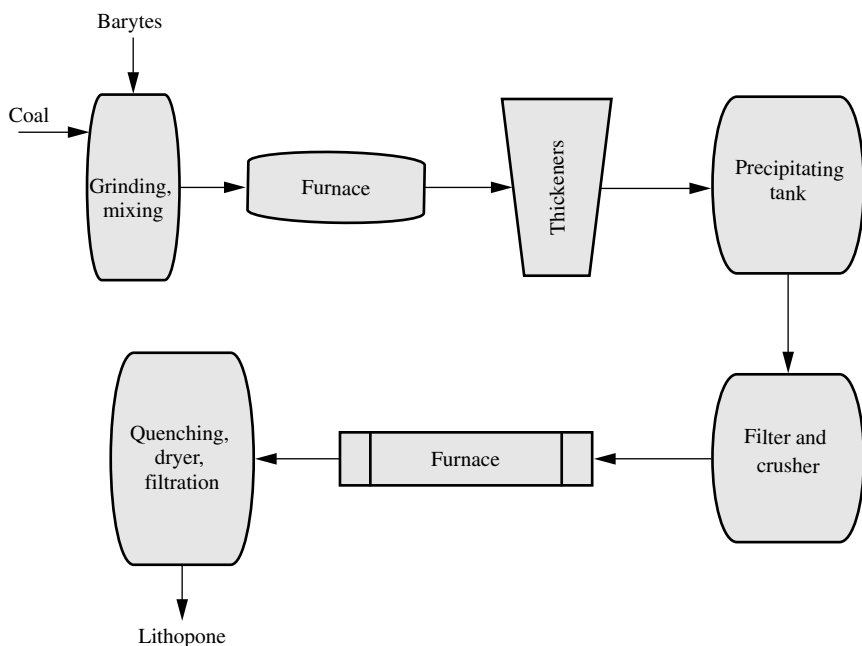 Barytes
Coal
Grinding,
mixing
Furnace
Thickeners
Precipitating
tank
Quenching,
dryer,
filtration
Furnace
Filter and
crusher
Lithopone